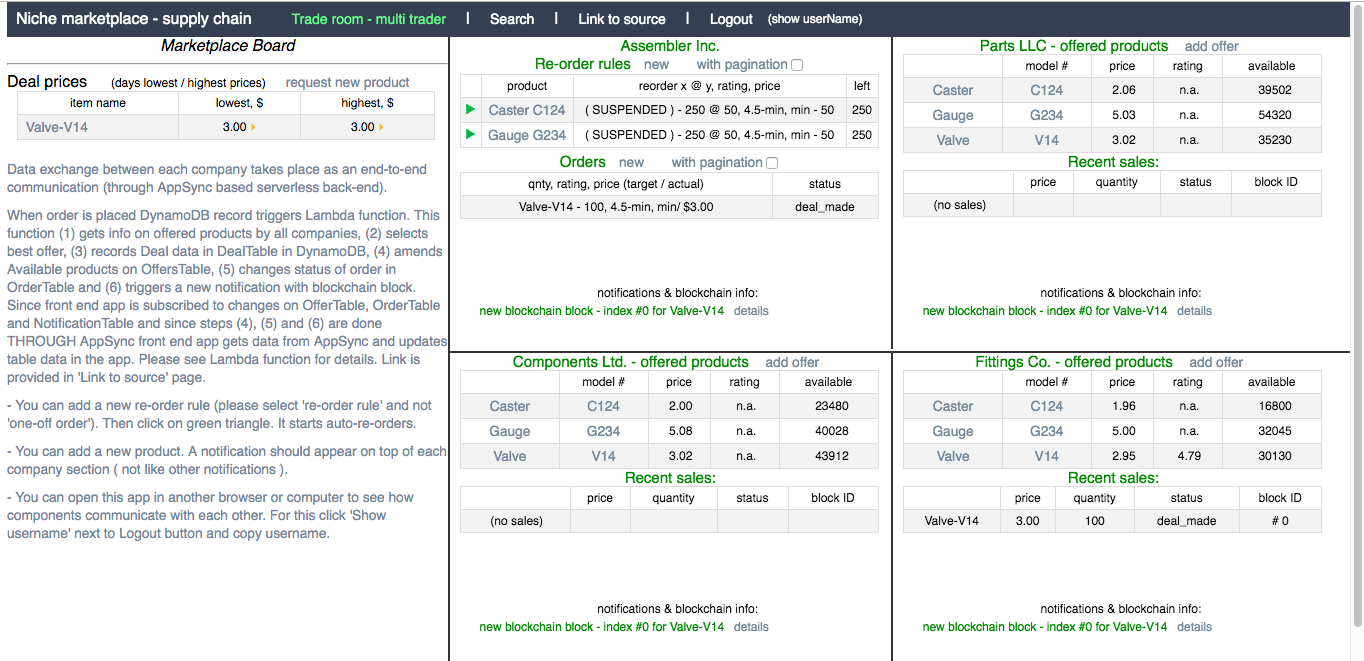 Niche marketplace - supply chain Trade room - multi trader | Search | Link to source | Logout (show userName)
Marketplace Board
Deal prices (days lowest / highest prices) request new product
item name lowest, $ highest, $
Valve-V14 3.00 3.00
Data exchange between each company takes place as an end-to-end
communication (through AppSync based serverless back-end).
When order is placed DynamoDB record triggers Lambda function. This
function (1) gets info on offered products by all companies, (2) selects
best offer, (3) records Deal data in DealTable in DynamoDB, (4) amends
Available products on OffersTable, (5) changes status of order in
OrderTable and (6) triggers a new notification with blockchain block.
Since front end app is subscribed to changes on OfferTable, OrderTable
and NotificationTable and since steps (4), (5) and (6) are done
THROUGH AppSync front end app gets data from AppSync and updates
table data in the app. Please see Lambda function for details. Link is
provided in 'Link to source' page.
- You can add a new re-order rule (please select 're-order rule' and not
'one-off order'). Then click on green triangle. It starts auto-re-orders.
- You can add a new product. A notification should appear on top of each
company section ( not like other notifications ).
- You can open this app in another browser or computer to see how
components communicate with each other. For this click 'Show
username' next to Logout button and copy username.
Assembler Inc.
Re-order rules new with pagination
product reorder x @ y, rating, price left
Caster C124 ( SUSPENDED ) - 250 @ 50, 4.5-min, min - 50 250
Gauge G234 ( SUSPENDED ) - 250 @ 50, 4.5-min, min - 50 250
Orders new with pagination
qnty, rating, price (target / actual) status
Valve-V14 - 100, 4.5-min, min/ $3.00 deal_made
notifications & blockchain info:
new blockchain block - index #0 for Valve-V14 details
Parts LLC - offered products add offer
model # price rating available
Caster C124 2.06 n.a. 39502
Gauge G234 5.03 n.a. 54320
Valve V14 3.02 n.a. 35230
Recent sales:
price quantity status block ID
(no sales)
notifications & blockchain info:
new blockchain block - index #0 for Valve-V14 details
Components Ltd. - offered products add offer
model # price rating available
Caster C124 2.00 n.a. 23480
Gauge G234 5.08 n.a. 40028
Valve V14 3.02 n.a. 43912
Recent sales:
price quantity status block ID
(no sales)
notifications & blockchain info:
new blockchain block - index #0 for Valve-V14 details
Fittings Co. - offered products add offer
model # price rating available
Caster C124 1.96 n.a. 16800
Gauge G234 5.00 n.a. 32045
Valve V14 2.95 4.79 30130
Recent sales:
price quantity status block ID
Valve-V14 3.00 100 deal_made # 0
notifications & blockchain info:
new blockchain block - index #0 for Valve-V14 details